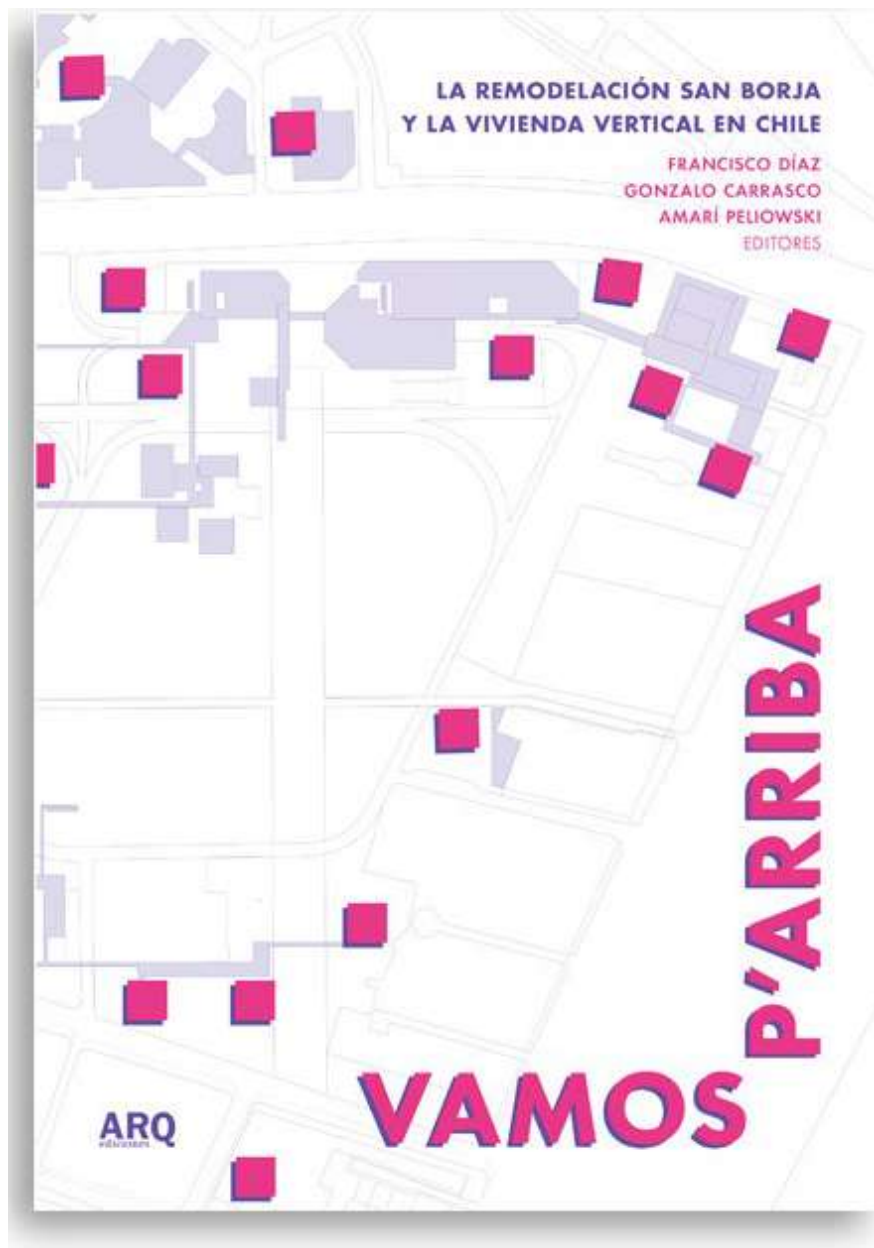 LA REMODELACIÓN SAN BORJA
Y LA VIVIENDA VERTICAL EN CHILE
FRANCISCO DÍAZ
GONZALO CARRASCO
AMARÍ PELIOWSKI
EDITORES
VAMOS
P'ARRIBA
ARQ
ediciones